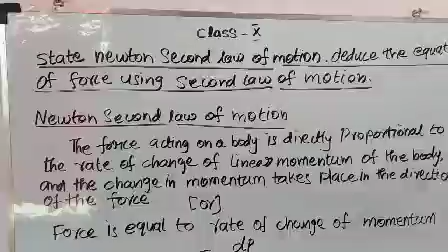 class - X
State newton Second law of motion. deduce the equat
of force using Second law of motion.
Newton Second law of motion
The force acting on a body is directly Proportional to
the rate of change of linear momentum of the body
and the change in momentum takes Place in the directio
of the force [or]
Force is equal to rate of change of momentum
dp